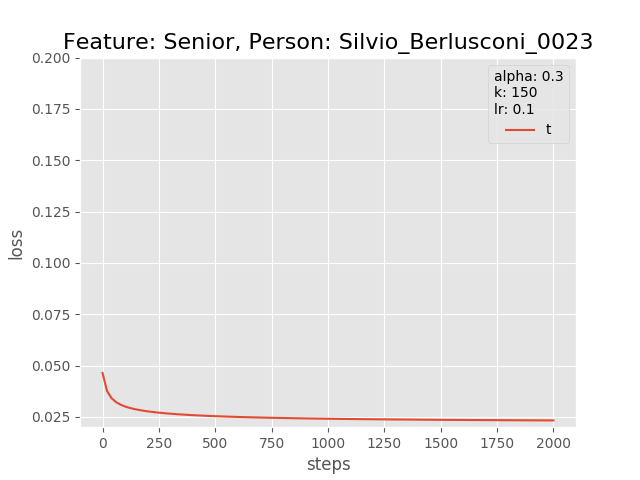 Feature: Senior, Person: Silvio_Berlusconi_0023
0.200
0.175
0.150
0.125
0.100
0.075
0.050
0.025
loss
alpha: 0.3
k: 150
lr: 0.1
t
0 250 500 750 1000 1250 1500 1750 2000
steps